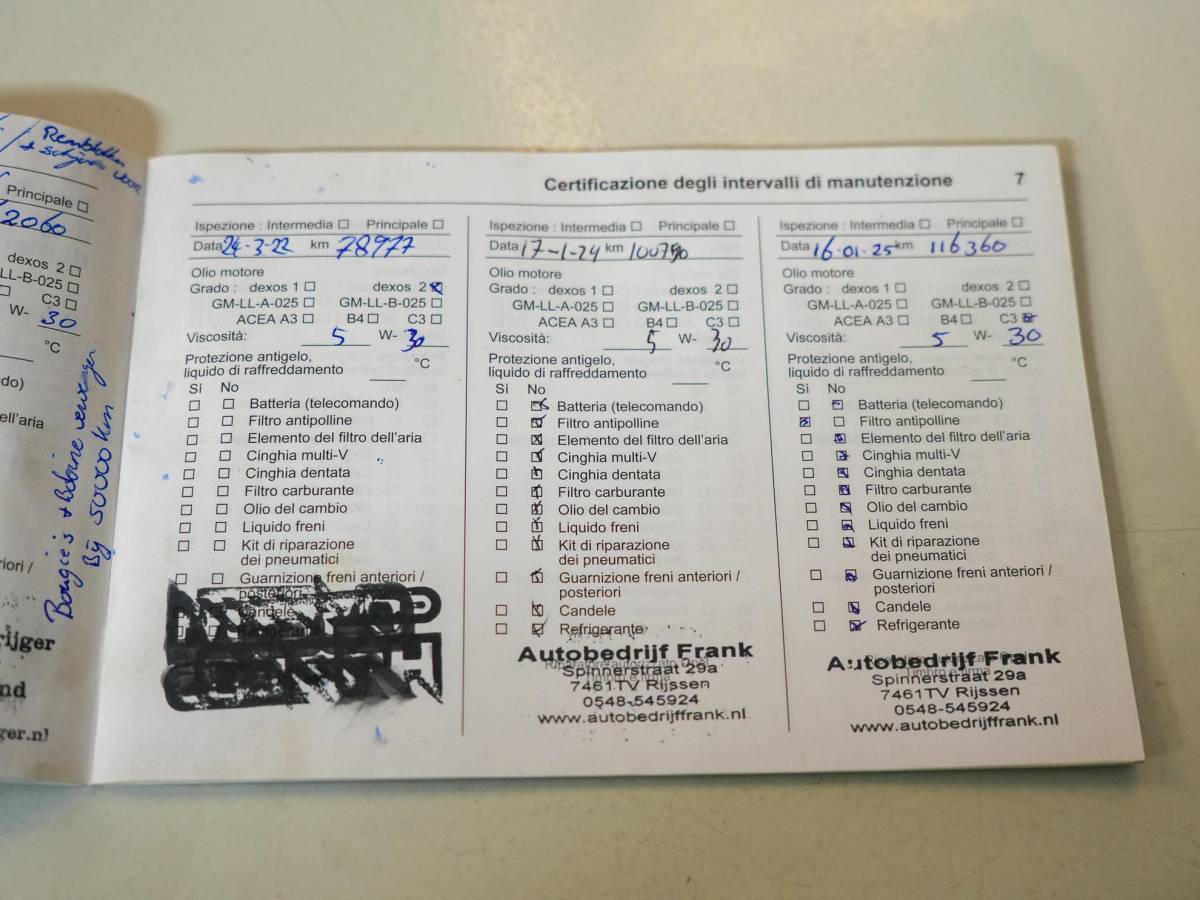 Remblokken
+ schijven voor
Principale
2060
dexos 2
LL-B-025
C3
W- 30
°C
do)
ell'aria
Bougies + Bobine vervangen
Bij 50000 km
iori /
rijger
nd
ger.nl
Certificazione degli intervalli di manutenzione 7
Ispezione : Intermedia Principale
Data 24-3-22 km 78977
Olio motore
Grado : dexos 1 dexos 2
GM-LL-A-025 GM-LL-B-025
ACEA A3 B4 C3
Viscosità: 5 W- 30
Protezione antigelo,
liquido di raffreddamento °C
Sì No
Batteria (telecomando)
Filtro antipolline
Elemento del filtro dell'aria
Cinghia multi-V
Cinghia dentata
Filtro carburante
Olio del cambio
Liquido freni
Kit di riparazione
dei pneumatici
Guarnizione freni anteriori /
posteriori
Candele
Refrigerante
Ispezione : Intermedia Principale
Data 17-1-24 km
Olio motore
Grado : dexos 1 dexos 2
GM-LL-A-025 GM-LL-B-025
ACEA A3 B4 C3
Viscosità: 5 W- 30
Protezione antigelo,
liquido di raffreddamento °C
Sì No
Batteria (telecomando)
Filtro antipolline
Elemento del filtro dell'aria
Cinghia multi-V
Cinghia dentata
Filtro carburante
Olio del cambio
Liquido freni
Kit di riparazione
dei pneumatici
Guarnizione freni anteriori /
posteriori
Candele
Refrigerante
Autobedrijf Frank
Spinnerstraat 29a
7461TV Rijssen
0548-545924
www.autobedrijffrank.nl
Ispezione : Intermedia Principale
Data 16-01-25 km 116360
Olio motore
Grado : dexos 1 dexos 2
GM-LL-A-025 GM-LL-B-025
ACEA A3 B4 C3
Viscosità: 5 W- 30
Protezione antigelo,
liquido di raffreddamento °C
Sì No
Batteria (telecomando)
Filtro antipolline
Elemento del filtro dell'aria
Cinghia multi-V
Cinghia dentata
Filtro carburante
Olio del cambio
Liquido freni
Kit di riparazione
dei pneumatici
Guarnizione freni anteriori /
posteriori
Candele
Refrigerante
Autobedrijf Frank
Spinnerstraat 29a
7461TV Rijssen
0548-545924
www.autobedrijffrank.nl